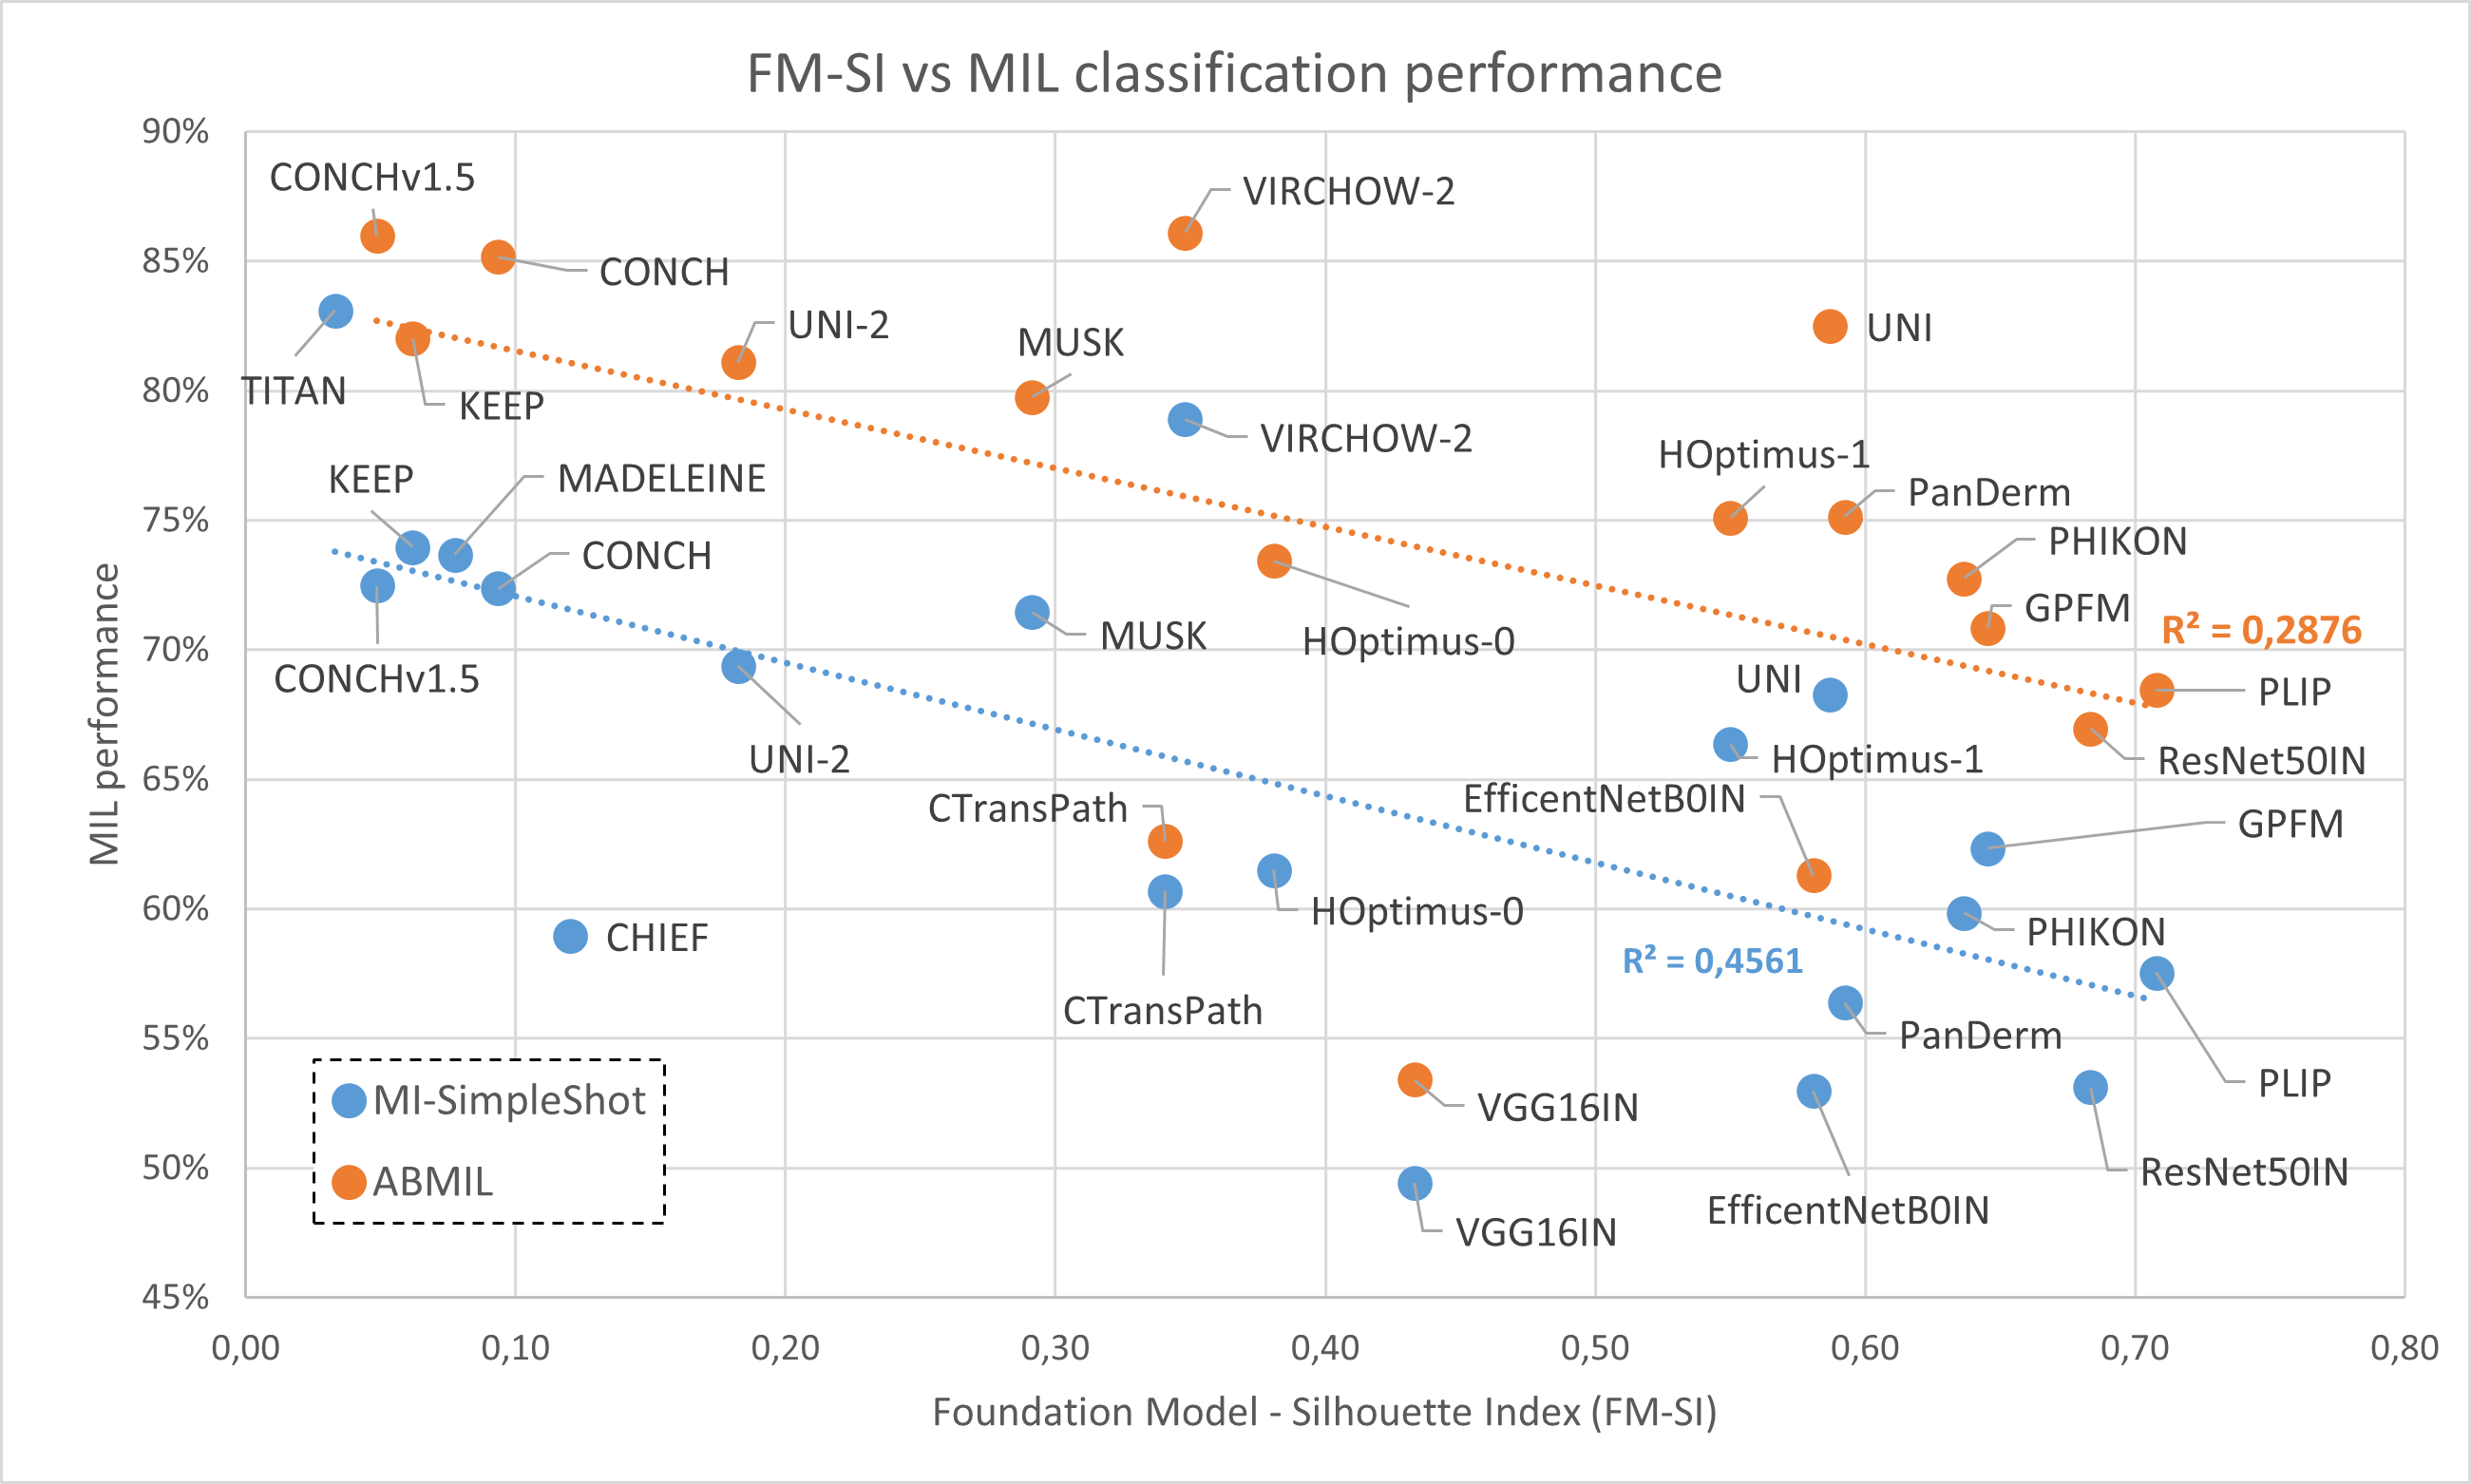 FM-SI vs MIL classification performance
90%
85%
80%
75%
70%
65%
60%
55%
50%
45%
MIL performance
CONCHv1.5
VIRCHOW-2
CONCH
UNI-2
UNI
MUSK
TITAN
KEEP
VIRCHOW-2
HOptimus-1
KEEP
MADELEINE
PanDerm
CONCH
PHIKON
GPFM
R² = 0,2876
MUSK
HOptimus-0
CONCHv1.5
UNI
PLIP
UNI-2
HOptimus-1
ResNet50IN
EfficentNetB0IN
CTransPath
GPFM
HOptimus-0
PHIKON
CHIEF
R² = 0,4561
CTransPath
PanDerm
PLIP
VGG16IN
ResNet50IN
EfficentNetB0IN
VGG16IN
MI-SimpleShot
ABMIL
0,00 0,10 0,20 0,30 0,40 0,50 0,60 0,70 0,80
Foundation Model - Silhouette Index (FM-SI)